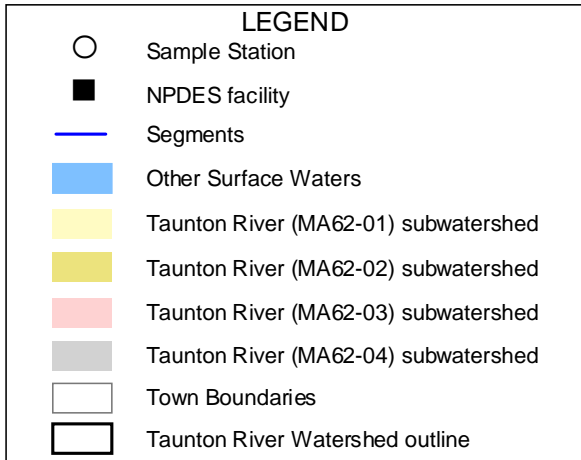 LEGEND
Sample Station
NPDES facility
Segments
Other Surface Waters
Taunton River (MA62-01) subwatershed
Taunton River (MA62-02) subwatershed
Taunton River (MA62-03) subwatershed
Taunton River (MA62-04) subwatershed
Town Boundaries
Taunton River Watershed outline